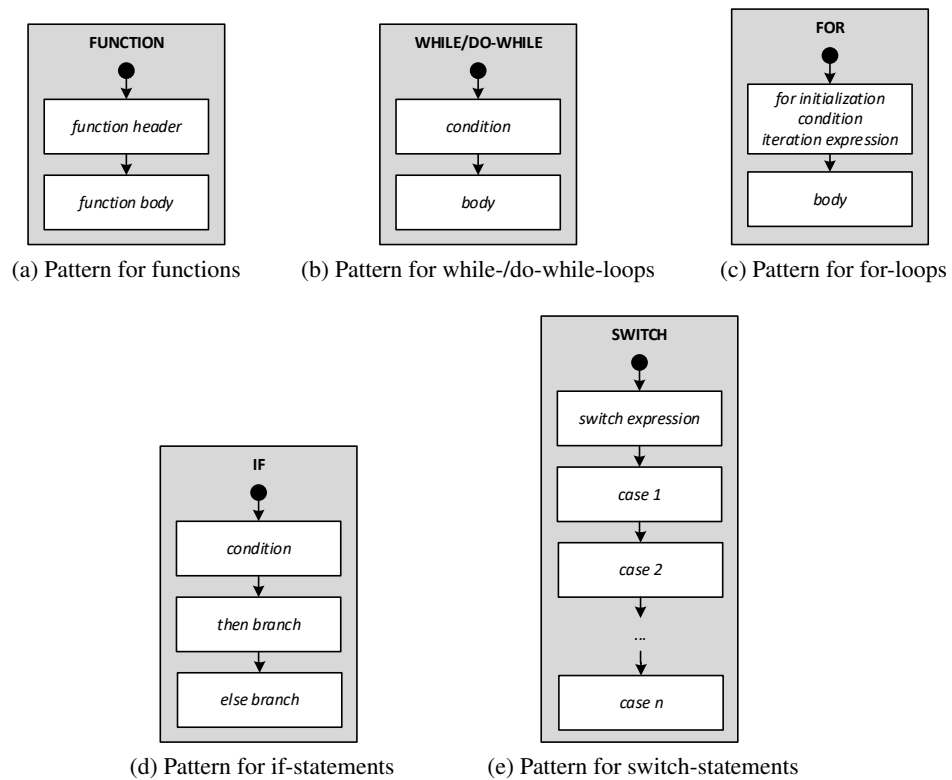 FUNCTION
function header
function body
(a) Pattern for functions
WHILE/DO-WHILE
condition
body
(b) Pattern for while-/do-while-loops
FOR
for initialization
condition
iteration expression
body
(c) Pattern for for-loops
IF
condition
then branch
else branch
(d) Pattern for if-statements
SWITCH
switch expression
case 1
case 2
...
case n
(e) Pattern for switch-statements